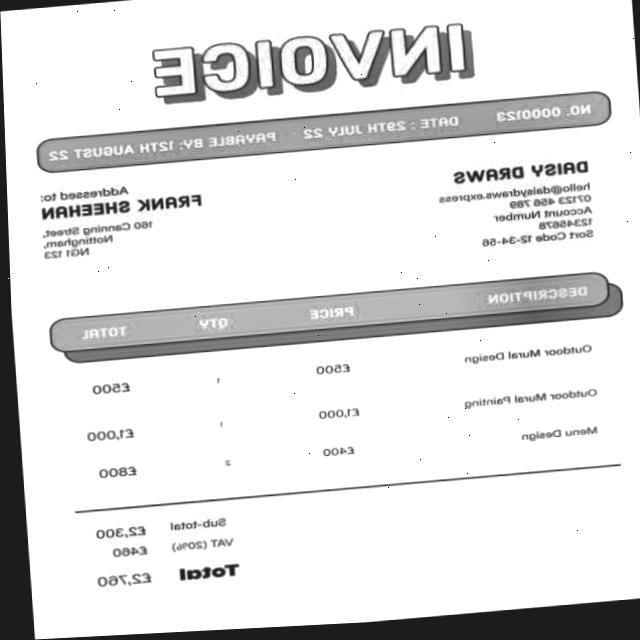 INVOICE
NO. 0000123 DATE : 29TH JULY 22 PAYABLE BY: 12TH AUGUST 22
DAISY DRAWS
hello@daisydraws.express
07123 456 789
Account Number
12345678
Sort Code 12-34-56
Addressed to:
FRANK SHEEHAN
160 Canning Street,
Nottingham,
NG1 123
DESCRIPTION PRICE QTY TOTAL
Outdoor Mural Design £500 1 £500
Outdoor Mural Painting £1,000 1 £1,000
Menu Design £400 2 £800
Sub-total £2,300
VAT (20%) £460
Total £2,760